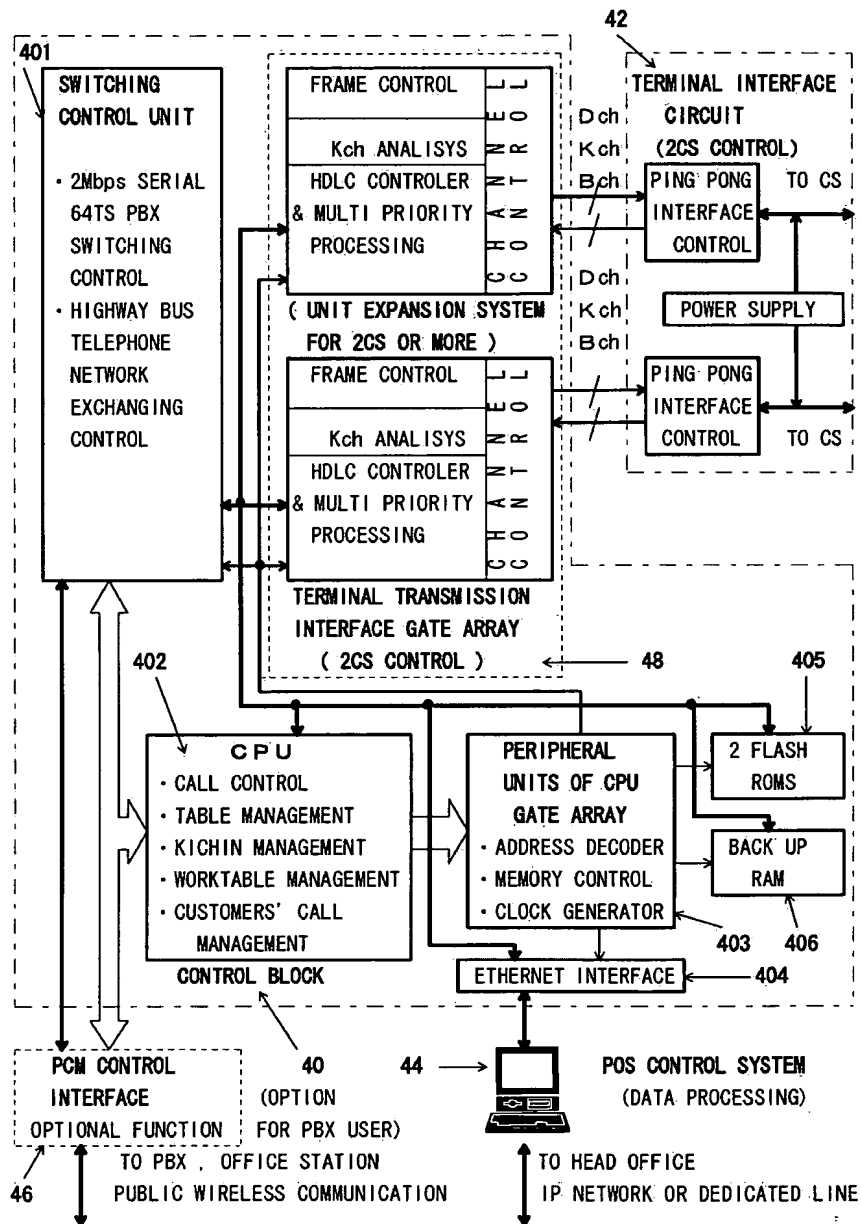 401
SWITCHING
CONTROL UNIT
・2Mbps SERIAL
64TS PBX
SWITCHING
CONTROL
・HIGHWAY BUS
TELEPHONE
NETWORK
EXCHANGING
CONTROL
FRAME CONTROL
Kch ANALISYS
HDLC CONTROLER
& MULTI PRIORITY
PROCESSING
CHANNEL
CONTROL
( UNIT EXPANSION SYSTEM
FOR 2CS OR MORE )
FRAME CONTROL
Kch ANALISYS
HDLC CONTROLER
& MULTI PRIORITY
PROCESSING
CHANNEL
CONTROL
TERMINAL TRANSMISSION
INTERFACE GATE ARRAY
( 2CS CONTROL )
48
Dch
Kch
Bch
Dch
Kch
Bch
42
TERMINAL INTERFACE
CIRCUIT
(2CS CONTROL)
PING PONG
INTERFACE
CONTROL
TO CS
POWER SUPPLY
PING PONG
INTERFACE
CONTROL
TO CS
402
CPU
・CALL CONTROL
・TABLE MANAGEMENT
・KICHIN MANAGEMENT
・WORKTABLE MANAGEMENT
・CUSTOMERS' CALL
MANAGEMENT
CONTROL BLOCK
PERIPHERAL
UNITS OF CPU
GATE ARRAY
・ADDRESS DECODER
・MEMORY CONTROL
・CLOCK GENERATOR
403
405
2 FLASH
ROMS
BACK UP
RAM
406
ETHERNET INTERFACE
404
PCM CONTROL
INTERFACE
OPTIONAL FUNCTION
46
40
(OPTION
FOR PBX USER)
TO PBX , OFFICE STATION
PUBLIC WIRELESS COMMUNICATION
44
POS CONTROL SYSTEM
(DATA PROCESSING)
TO HEAD OFFICE
IP NETWORK OR DEDICATED LINE